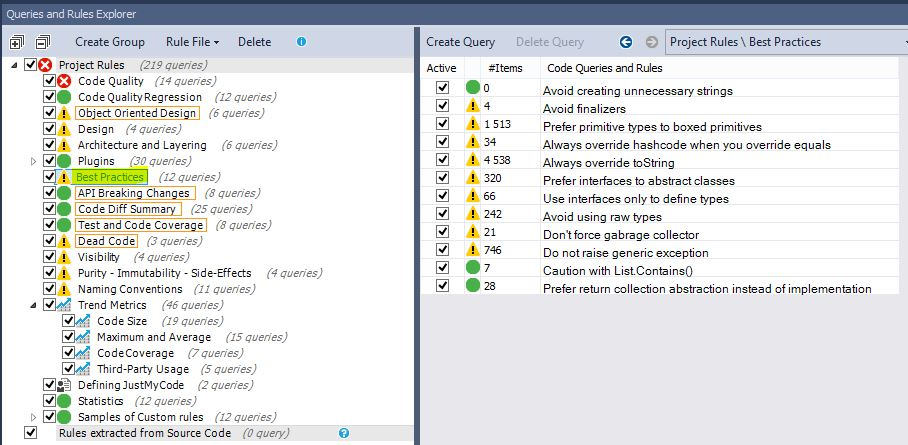 Queries and Rules Explorer
Create Group Rule File Delete
Project Rules (219 queries)
Code Quality (14 queries)
Code Quality Regression (12 queries)
Object Oriented Design (6 queries)
Design (4 queries)
Architecture and Layering (6 queries)
Plugins (30 queries)
Best Practices (12 queries)
API Breaking Changes (8 queries)
Code Diff Summary (25 queries)
Test and Code Coverage (8 queries)
Dead Code (3 queries)
Visibility (4 queries)
Purity - Immutability - Side-Effects (4 queries)
Naming Conventions (11 queries)
Trend Metrics (46 queries)
Code Size (19 queries)
Maximum and Average (15 queries)
Code Coverage (7 queries)
Third-Party Usage (5 queries)
Defining JustMyCode (2 queries)
Statistics (12 queries)
Samples of Custom rules (12 queries)
Rules extracted from Source Code (0 query)
Create Query Delete Query Project Rules \ Best Practices
Active #Items Code Queries and Rules
0 Avoid creating unnecessary strings
4 Avoid finalizers
1 513 Prefer primitive types to boxed primitives
34 Always override hashcode when you override equals
4 538 Always override toString
320 Prefer interfaces to abstract classes
66 Use interfaces only to define types
242 Avoid using raw types
21 Don't force gabrage collector
746 Do not raise generic exception
7 Caution with List.Contains()
28 Prefer return collection abstraction instead of implementation